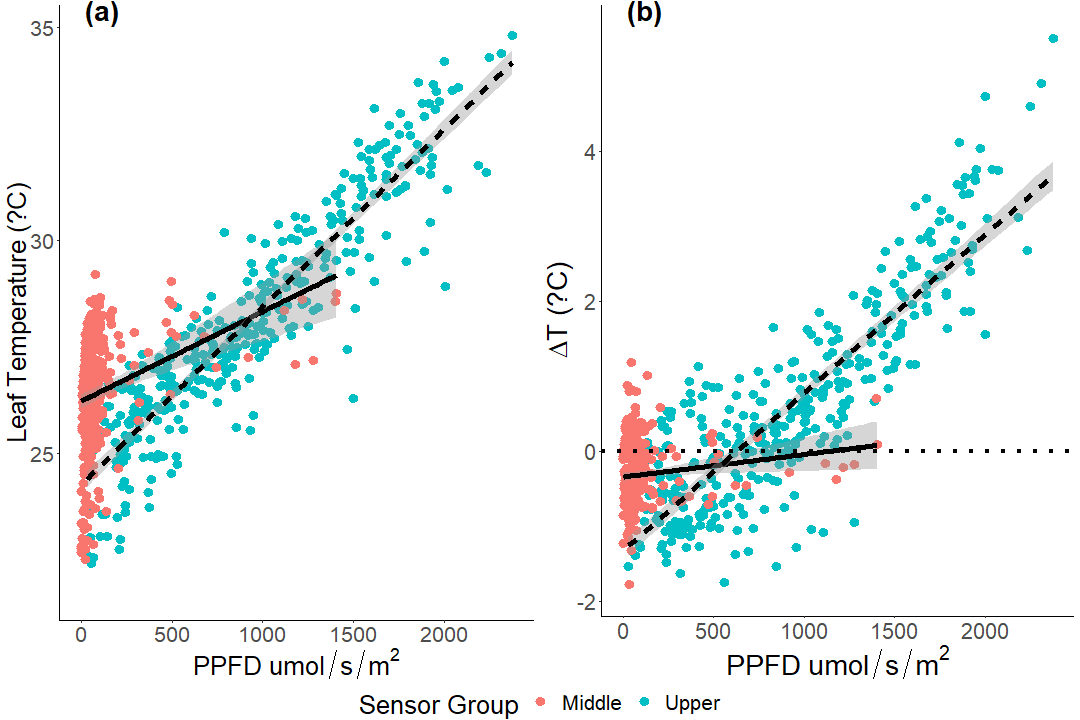 (a)
(b)
Leaf Temperature (?C)
35
30
25
0 500 1000 1500 2000
PPFD umol/s/m²
ΔT (?C)
4
2
0
-2
0 500 1000 1500 2000
PPFD umol/s/m²
Sensor Group Middle Upper